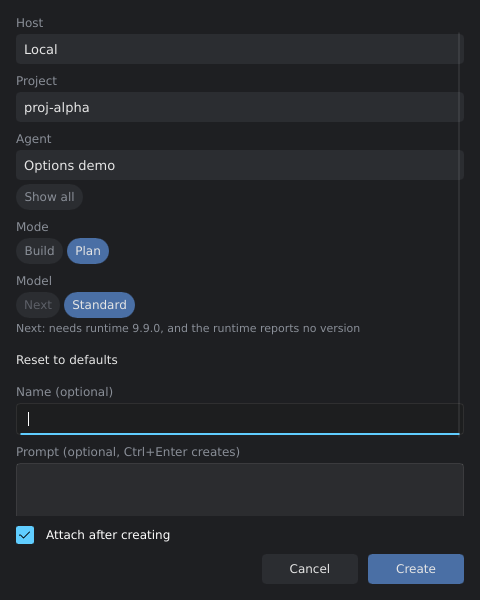 Host
Local
Project
proj-alpha
Agent
Options demo
Show all
Mode
Build Plan
Model
Next Standard
Next: needs runtime 9.9.0, and the runtime reports no version
Reset to defaults
Name (optional)
Prompt (optional, Ctrl+Enter creates)
Attach after creating
Cancel Create